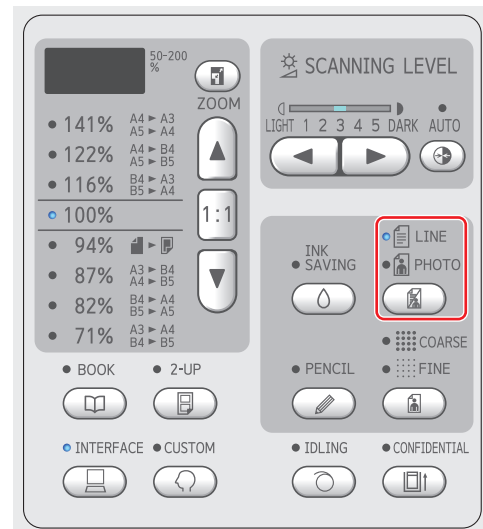 50-200
%
ZOOM
141% A4 ► A3
A5 ► A4
122% A4 ► B4
A5 ► B5
116% B4 ► A3
B5 ► A4
100%
94%
87% A3 ► B4
A4 ► B5
82% B4 ► A4
B5 ► A5
71% A3 ► A4
B4 ► B5
1:1
SCANNING LEVEL
LIGHT 1 2 3 4 5 DARK AUTO
INK
SAVING
LINE
PHOTO
COARSE
FINE
PENCIL
BOOK 2-UP
INTERFACE CUSTOM
IDLING CONFIDENTIAL